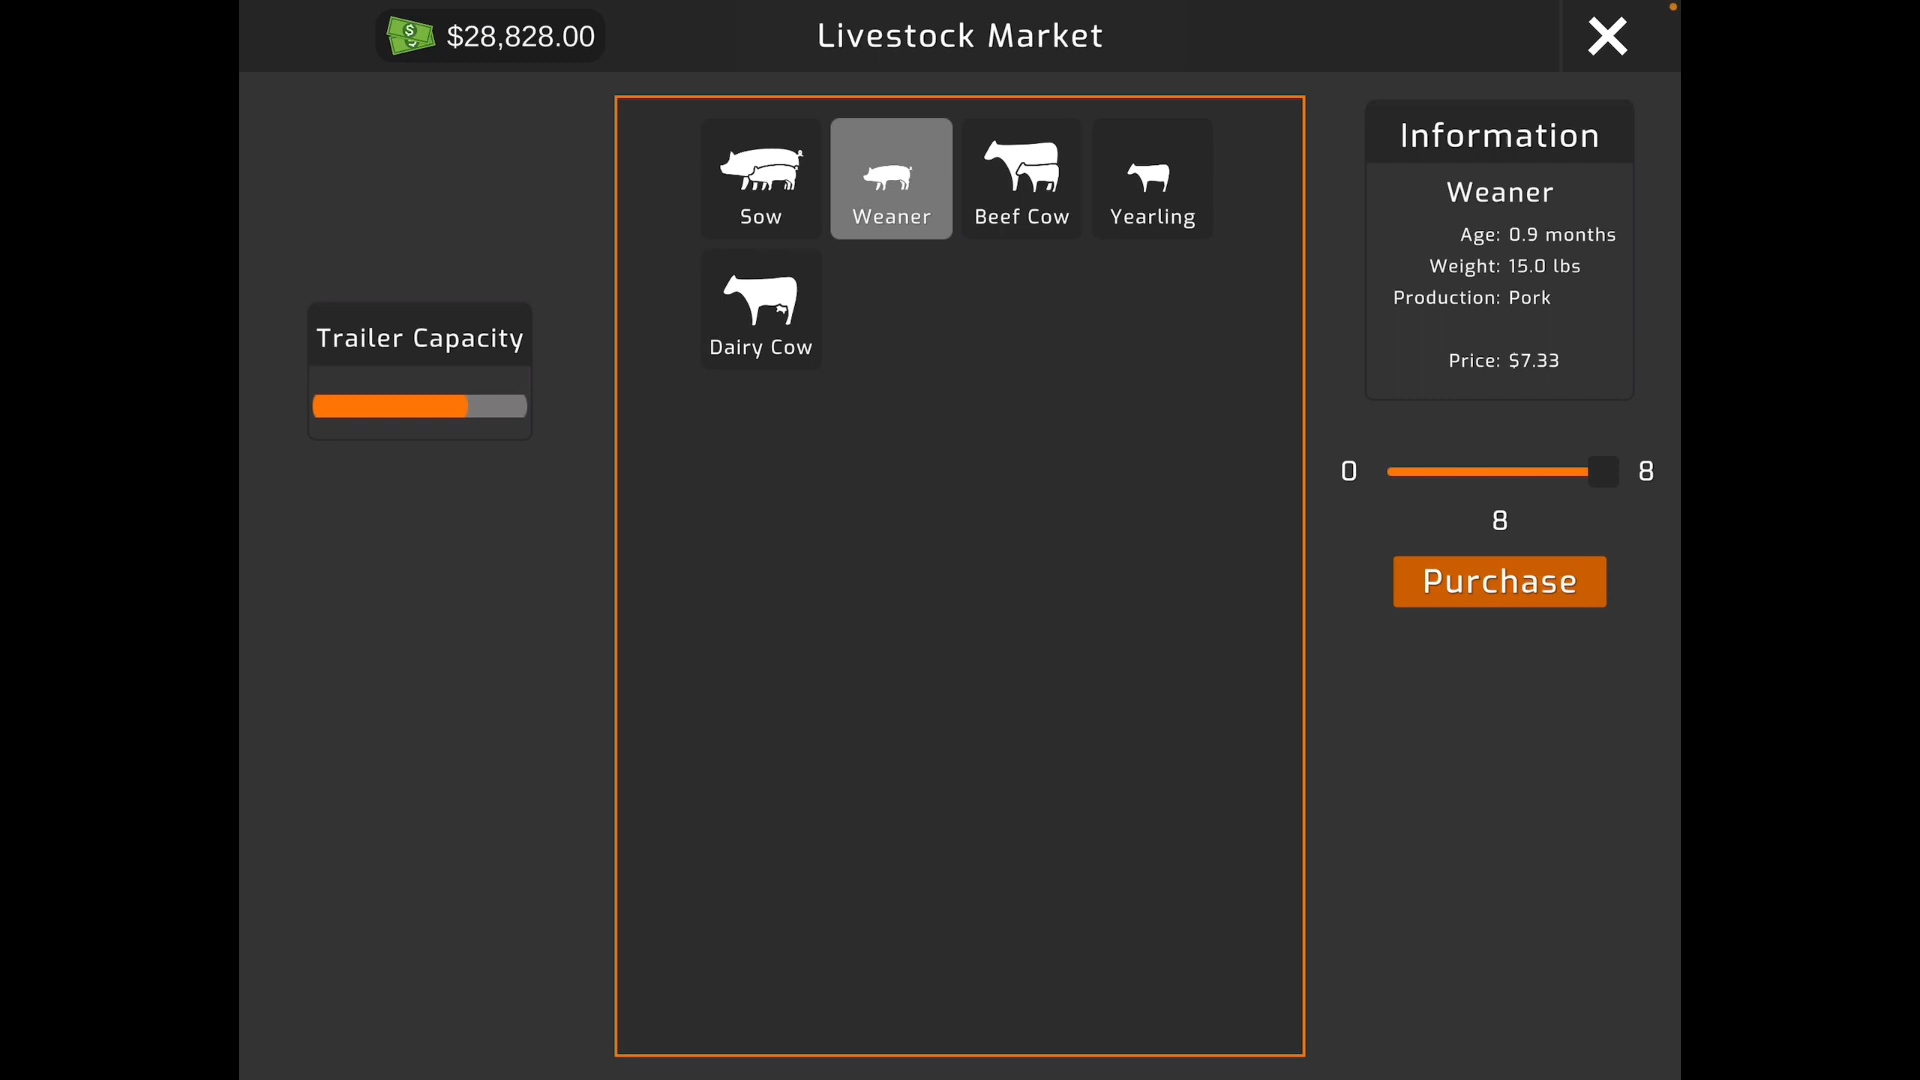 $28,828.00
Livestock Market
Sow
Weaner
Beef Cow
Yearling
Dairy Cow
Trailer Capacity
Information
Weaner
Age: 0.9 months
Weight: 15.0 lbs
Production: Pork
Price: $7.33
0
8
8
Purchase